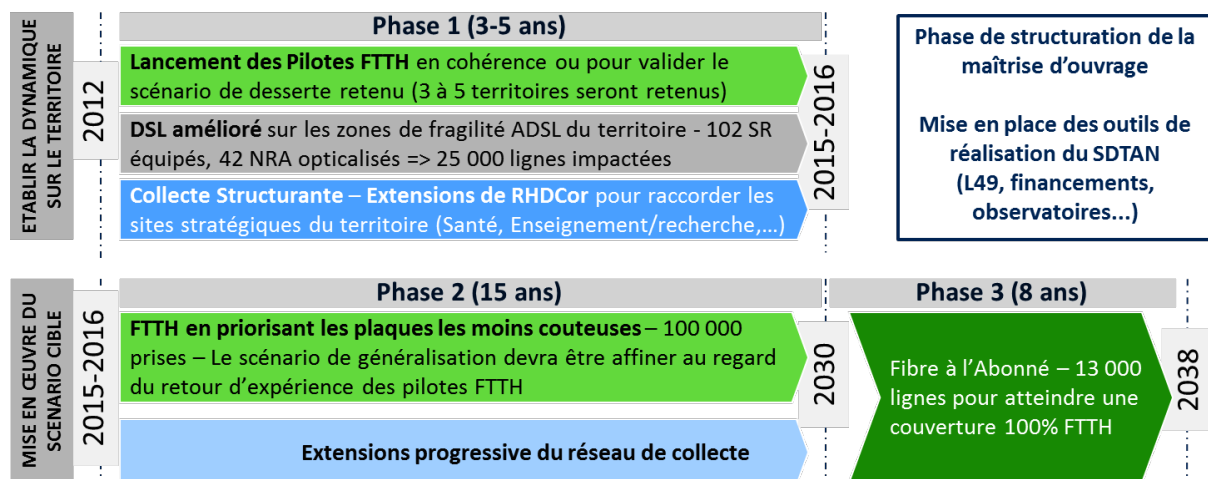 ETABLIR LA DYNAMIQUE
SUR LE TERRITOIRE
2012
Phase 1 (3-5 ans)
Lancement des Pilotes FTTH en cohérence ou pour valider le
scénario de desserte retenu (3 à 5 territoires seront retenus)
DSL amélioré sur les zones de fragilité ADSL du territoire - 102 SR
équipés, 42 NRA opticalisés => 25 000 lignes impactées
Collecte Structurante – Extensions de RHDCor pour raccorder les
sites stratégiques du territoire (Santé, Enseignement/recherche,…)
2015-2016
Phase de structuration de la
maîtrise d’ouvrage
Mise en place des outils de
réalisation du SDTAN
(L49, financements,
observatoires...)
MISE EN ŒUVRE DU
SCENARIO CIBLE
2015-2016
Phase 2 (15 ans)
FTTH en priorisant les plaques les moins couteuses – 100 000
prises – Le scénario de généralisation devra être affiner au regard
du retour d’expérience des pilotes FTTH
Extensions progressive du réseau de collecte
2030
Phase 3 (8 ans)
Fibre à l’Abonné – 13 000
lignes pour atteindre une
couverture 100% FTTH
2038